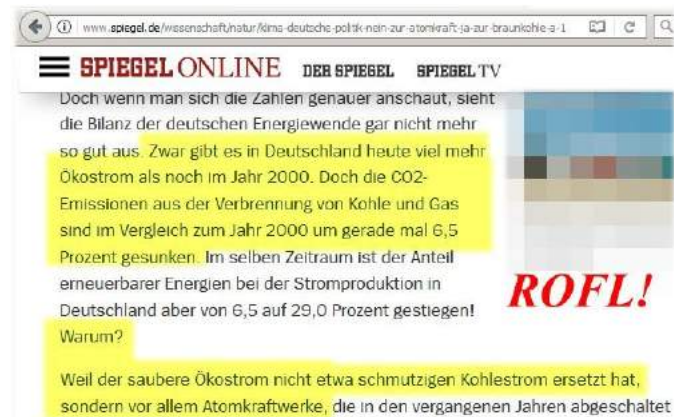 www.spiegel.de/wissenschaft/natur/klima-deutsche-politik-nein-zur-atomkraft-ja-zur-braunkohle-a-1
SPIEGEL ONLINE DER SPIEGEL SPIEGEL TV
Doch wenn man sich die Zahlen genauer anschaut, sieht
die Bilanz der deutschen Energiewende gar nicht mehr
so gut aus. Zwar gibt es in Deutschland heute viel mehr
Ökostrom als noch im Jahr 2000. Doch die CO2-
Emissionen aus der Verbrennung von Kohle und Gas
sind im Vergleich zum Jahr 2000 um gerade mal 6,5
Prozent gesunken. Im selben Zeitraum ist der Anteil
erneuerbarer Energien bei der Stromproduktion in
Deutschland aber von 6,5 auf 29,0 Prozent gestiegen!
Warum?
ROFL!
Weil der saubere Ökostrom nicht etwa schmutzigen Kohlestrom ersetzt hat,
sondern vor allem Atomkraftwerke, die in den vergangenen Jahren abgeschaltet